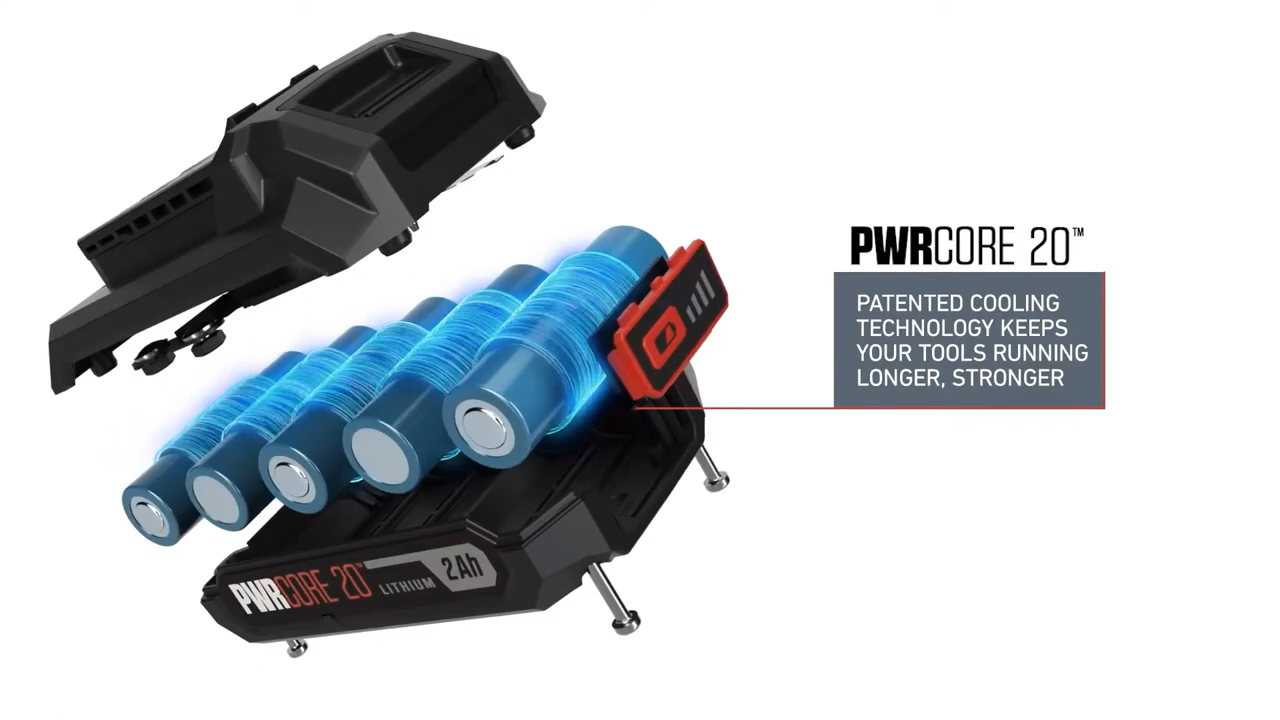 PWRCORE 20™
PATENTED COOLING
TECHNOLOGY KEEPS
YOUR TOOLS RUNNING
LONGER, STRONGER
PWRCORE 20™ LITHIUM 2Ah